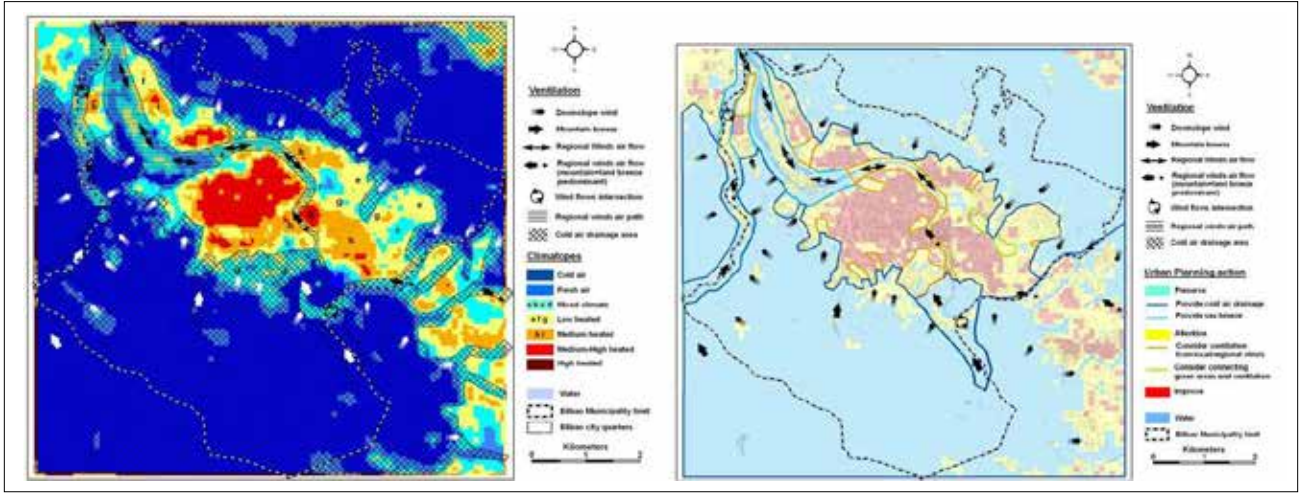 Ventilation
Downslope wind
Mountain breeze
Regional winds air flow
Regional winds air flow
(mountain+land breeze
predominant)
Wind flows intersection
Regional winds air path
Cold air drainage area
Climatopes
Cold air
Fresh air
Mixed climate
e f g Low heated
h i Medium heated
Medium-High heated
High heated
Water
Bilbao Municipality limit
Bilbao city quarters
Kilometers
0 1 2
Ventilation
Downslope wind
Mountain breeze
Regional winds air flow
Regional winds air flow
(mountain+land breeze
predominant)
Wind flows intersection
Regional winds air path
Cold air drainage area
Urban Planning action
Preserve
Provide cold air drainage
Provide sea breeze
Attention
Consider ventilation
Consider connecting
green areas and ventilation
Improve
Water
Bilbao Municipality limit
Kilometers
0 1 2